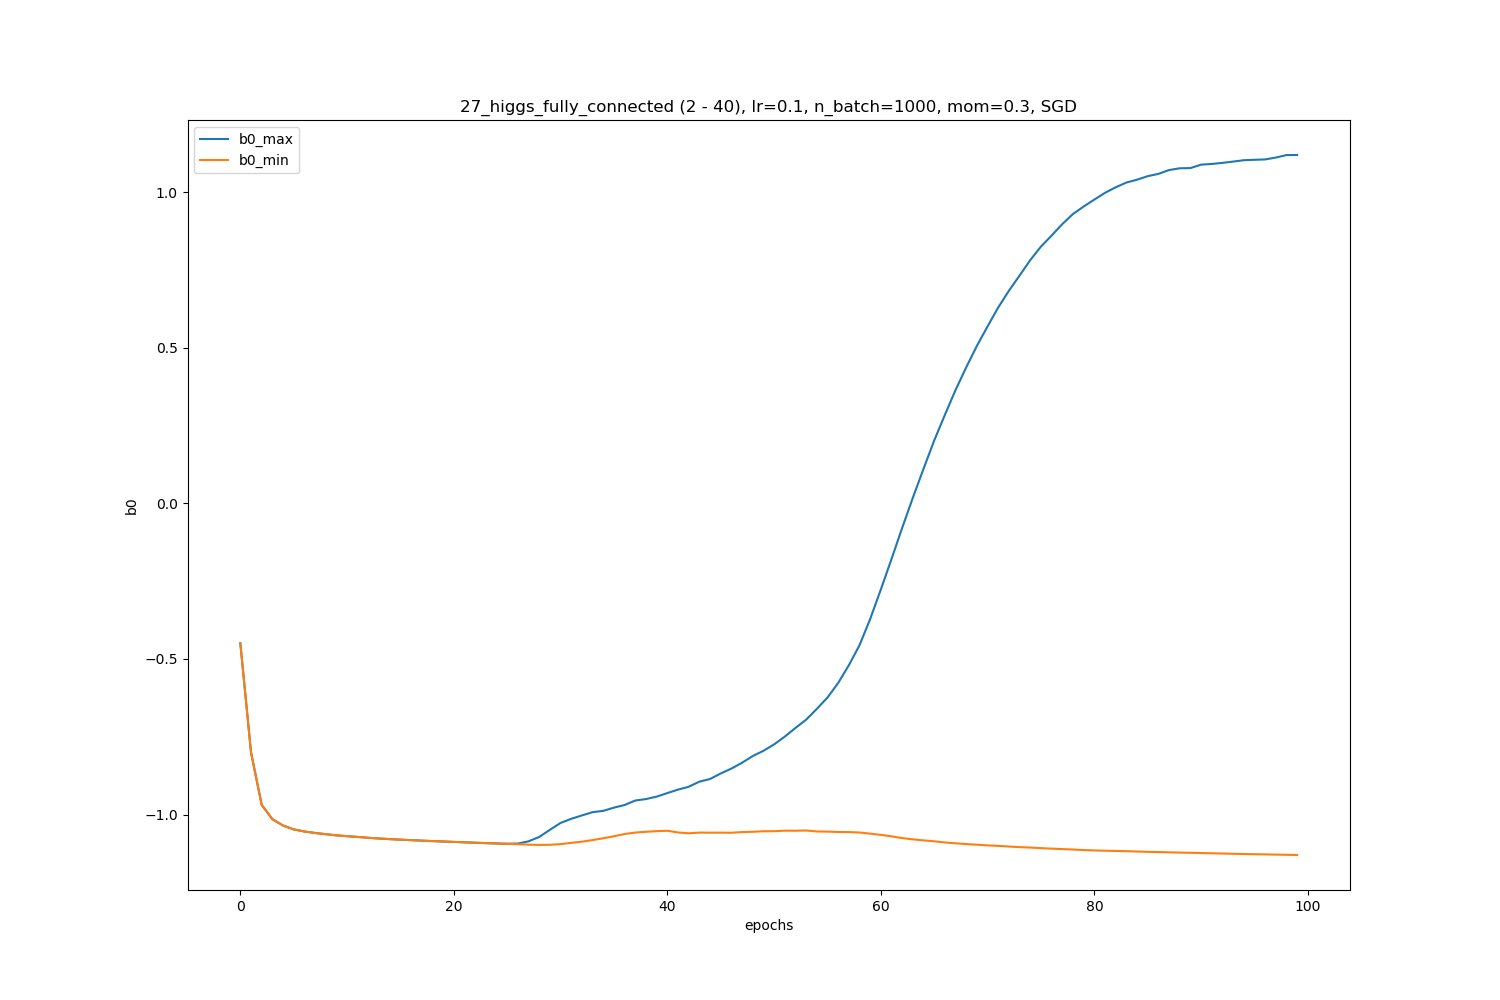 27_higgs_fully_connected (2 - 40), lr=0.1, n_batch=1000, mom=0.3, SGD
b0_max
b0_min
1.0
0.5
0.0
−0.5
−1.0
b0
0 20 40 60 80 100
epochs